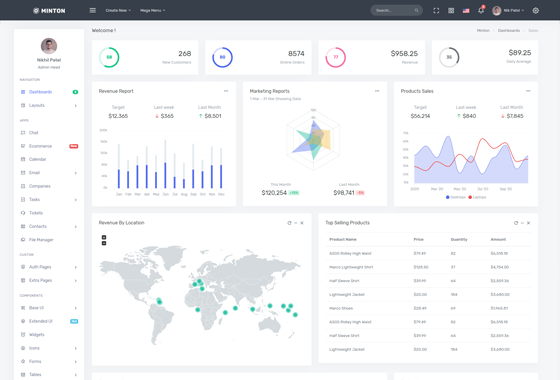 MINTON
Create New
Mega Menu
Search...
Nik Patel
Welcome !
Minton
Dashboards
Sales
Nikhil Patel
Admin Head
NAVIGATION
Dashboards
Layouts
APPS
Chat
Ecommerce
Calendar
Email
Companies
Tasks
Tickets
Contacts
File Manager
CUSTOM
Auth Pages
Extra Pages
COMPONENTS
Base UI
Extended UI
Widgets
Icons
Forms
Tables
268
New Customers
8574
Online Orders
$958.25
Revenue
$89.25
Daily Average
Revenue Report
Target
Last week
Last Month
$12,365
$365
$8,501
Jan Feb Mar Apr May Jun Jul Aug Sep Oct Nov Dec
Marketing Reports
1 Mar - 31 Mar Showing Data
This Month
$120,254
Last Month
$98,741
Products Sales
Target
Last week
Last Month
$56,214
$840
$7,845
2020 Mar '20 May '20 Jul '20 Sep '20
Desktops
Laptops
Revenue By Location
Top Selling Products
Product Name Price Quantity Amount
ASOS Ridley High Waist $79.49 82 $6,518.18
Marco Lightweight Shirt $128.50 37 $4,754.50
Half Sleeve Shirt $39.99 64 $2,559.36
Lightweight Jacket $20.00 184 $3,680.00
Marco Shoes $28.49 69 $1,965.81
ASOS Ridley High Waist $79.49 82 $6,518.18
Half Sleeve Shirt $39.99 64 $2,559.36
Lightweight Jacket $20.00 184 $3,680.00